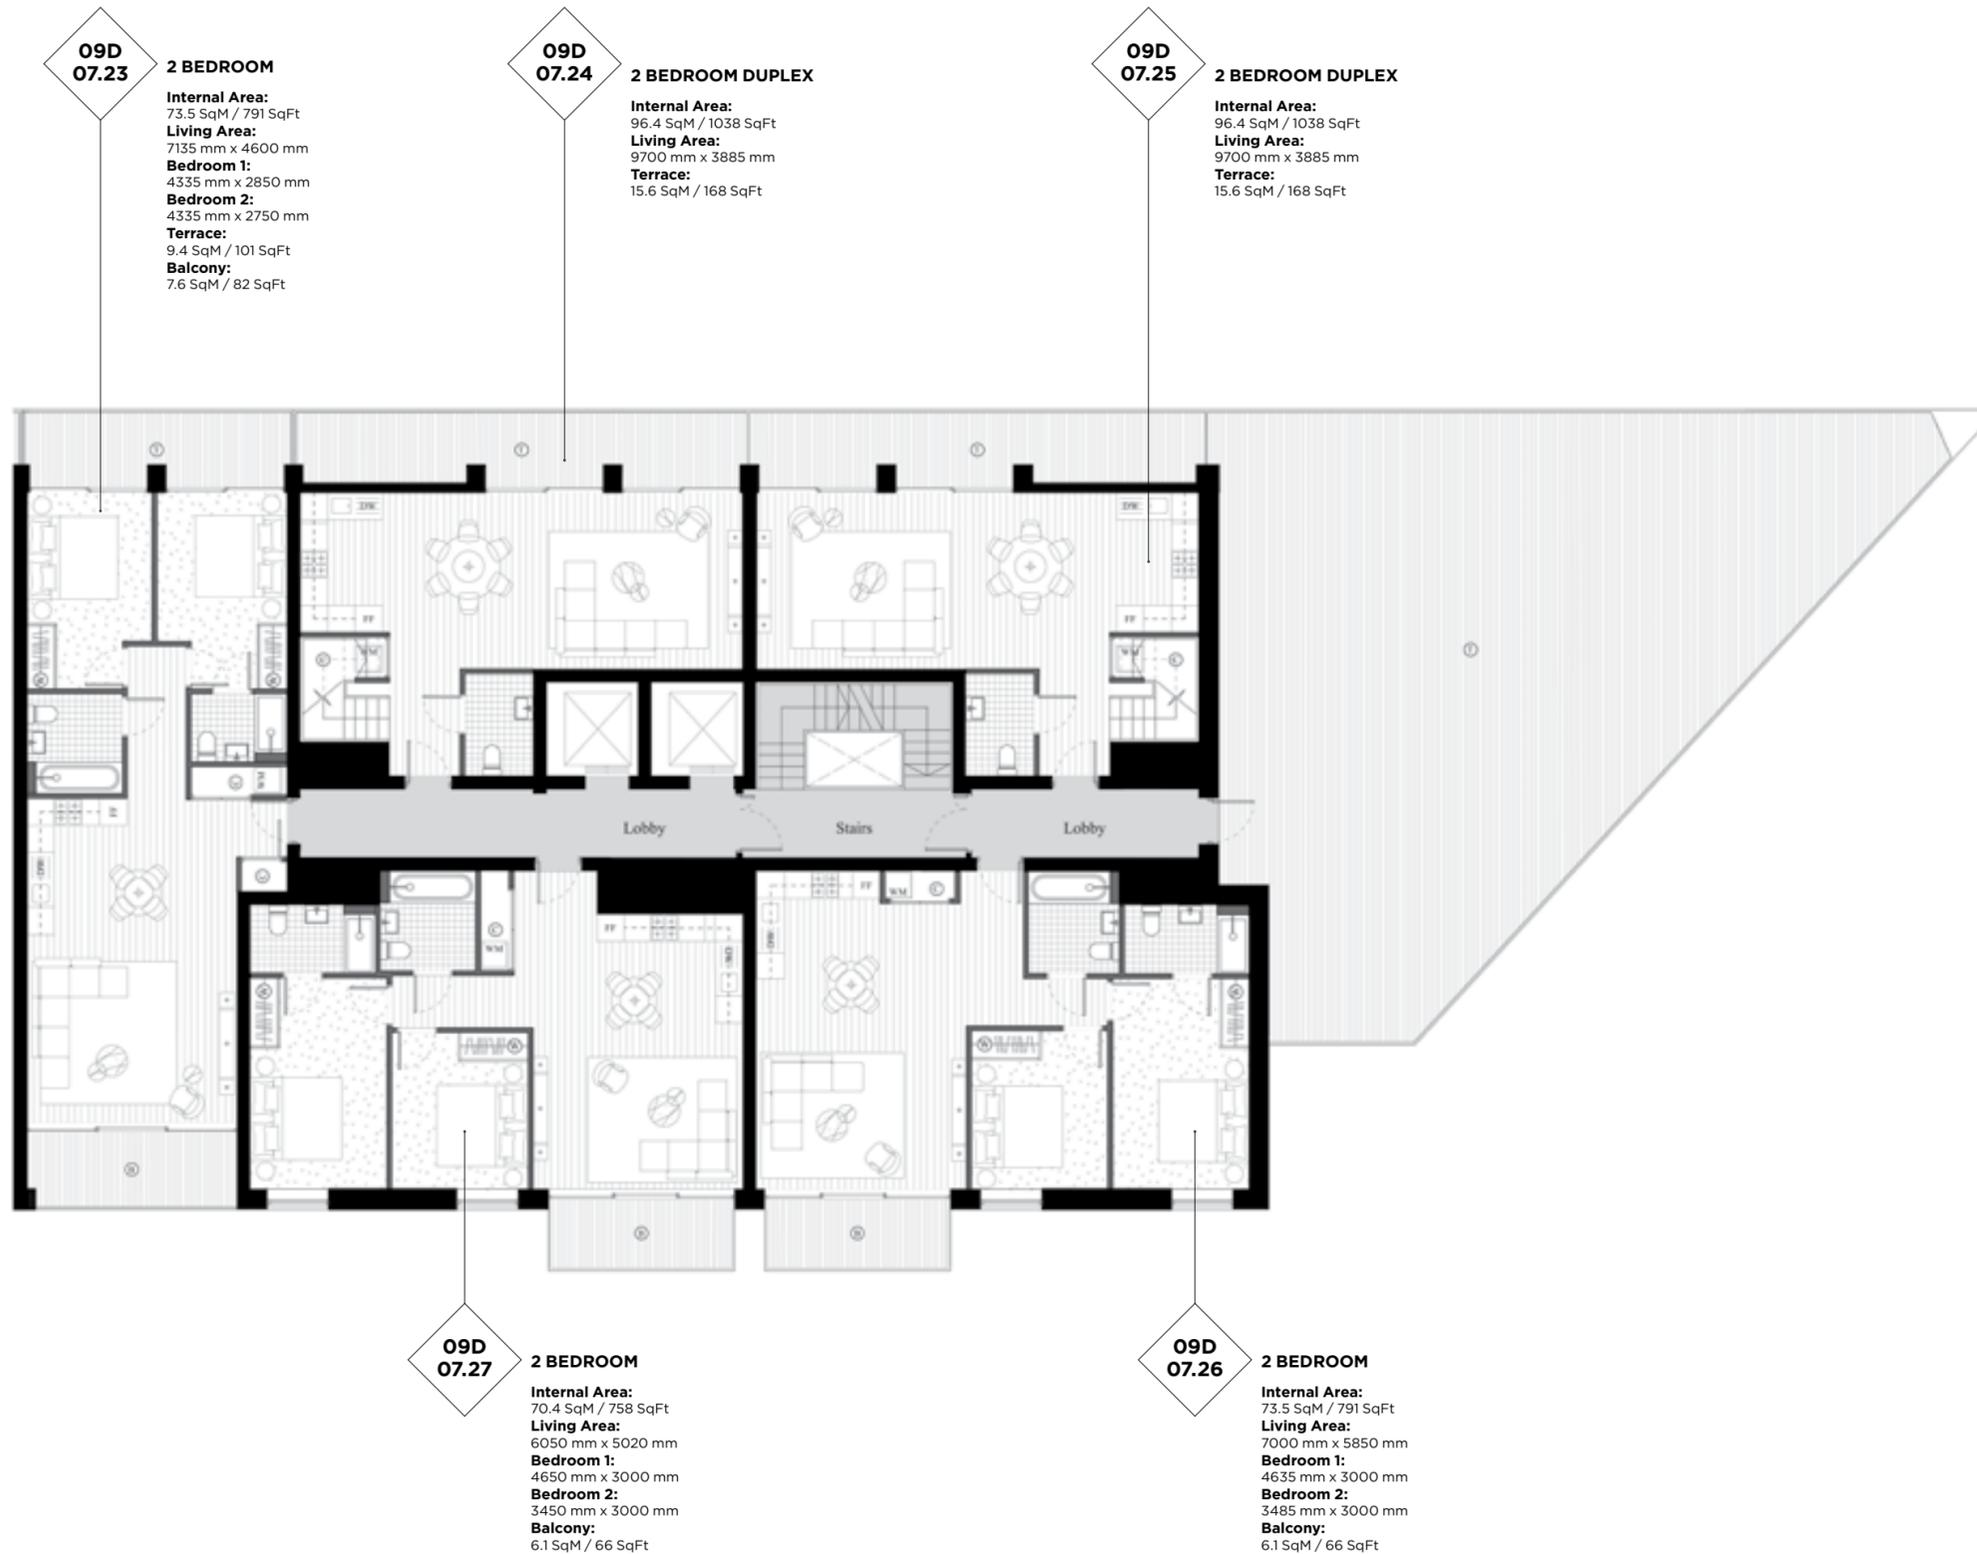 09D
07.23
2 BEDROOM
Internal Area:
73.5 SqM / 791 SqFt
Living Area:
7135 mm x 4600 mm
Bedroom 1:
4335 mm x 2850 mm
Bedroom 2:
4335 mm x 2750 mm
Terrace:
9.4 SqM / 101 SqFt
Balcony:
7.6 SqM / 82 SqFt
09D
07.24
2 BEDROOM DUPLEX
Internal Area:
96.4 SqM / 1038 SqFt
Living Area:
9700 mm x 3885 mm
Terrace:
15.6 SqM / 168 SqFt
09D
07.25
2 BEDROOM DUPLEX
Internal Area:
96.4 SqM / 1038 SqFt
Living Area:
9700 mm x 3885 mm
Terrace:
15.6 SqM / 168 SqFt
T
T
T
DW
DW
FF
FF
WM
C
WM
C
T
W
W
FF
Lobby
Stairs
Lobby
FF
WM
C
C
WM
FF
W
W
W
W
B
B
B
09D
07.27
2 BEDROOM
Internal Area:
70.4 SqM / 758 SqFt
Living Area:
6050 mm x 5020 mm
Bedroom 1:
4650 mm x 3000 mm
Bedroom 2:
3450 mm x 3000 mm
Balcony:
6.1 SqM / 66 SqFt
09D
07.26
2 BEDROOM
Internal Area:
73.5 SqM / 791 SqFt
Living Area:
7000 mm x 5850 mm
Bedroom 1:
4635 mm x 3000 mm
Bedroom 2:
3485 mm x 3000 mm
Balcony:
6.1 SqM / 66 SqFt